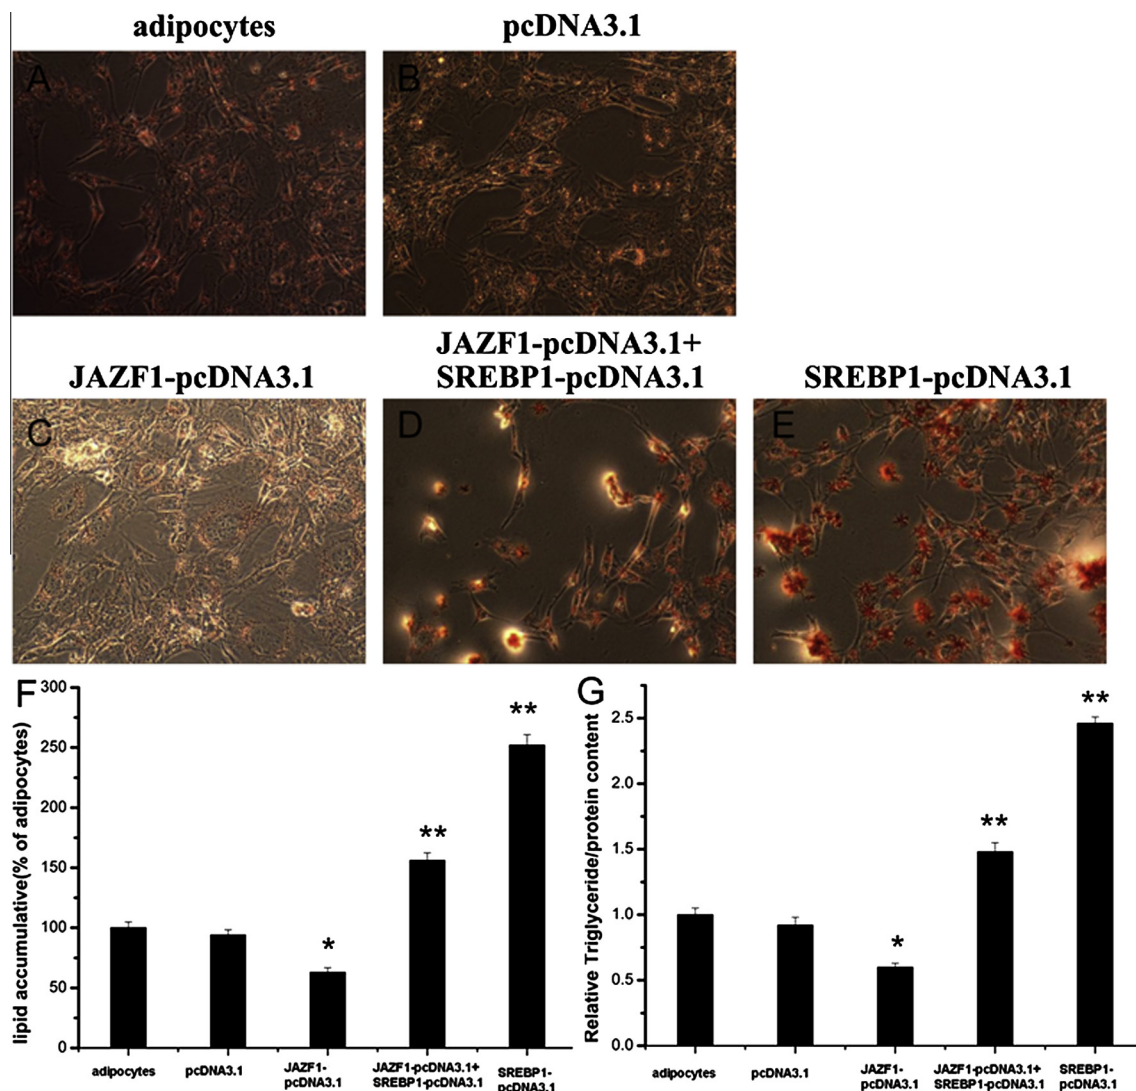 adipocytes
pcDNA3.1
A
B
JAZF1-pcDNA3.1
JAZF1-pcDNA3.1+
SREBP1-pcDNA3.1
SREBP1-pcDNA3.1
C
D
E
F
lipid accumulative(% of adipocytes)
300
250
200
150
100
50
0
*
**
**
adipocytes
pcDNA3.1
JAZF1-
pcDNA3.1
JAZF1-pcDNA3.1+
SREBP1-pcDNA3.1
SREBP1-
pcDNA3.1
G
Relative Triglyceride/protein content
2.5
2.0
1.5
1.0
0.5
0.0
*
**
**
adipocytes
pcDNA3.1
JAZF1-
pcDNA3.1
JAZF1-pcDNA3.1+
SREBP1-pcDNA3.1
SREBP1-
pcDNA3.1